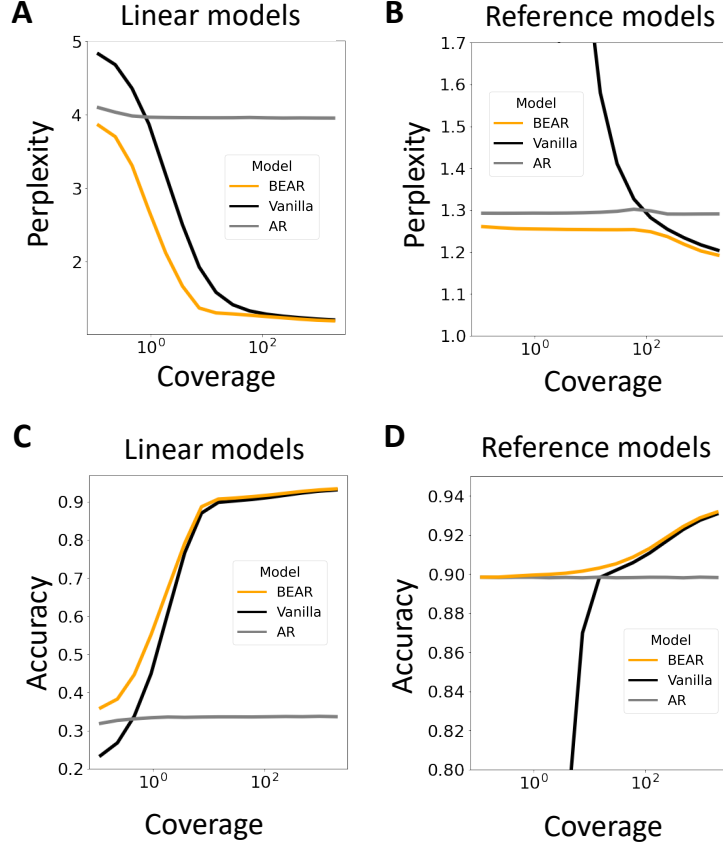 A
Linear models
Perplexity
5
4
3
2
Model
BEAR
Vanilla
AR
10^0
10^2
Coverage
B
Reference models
Perplexity
1.7
1.6
1.5
1.4
1.3
1.2
1.1
1.0
Model
BEAR
Vanilla
AR
10^0
10^2
Coverage
C
Linear models
Accuracy
0.9
0.8
0.7
0.6
0.5
0.4
0.3
0.2
Model
BEAR
Vanilla
AR
10^0
10^2
Coverage
D
Reference models
Accuracy
0.94
0.92
0.90
0.88
0.86
0.84
0.82
0.80
Model
BEAR
Vanilla
AR
10^0
10^2
Coverage